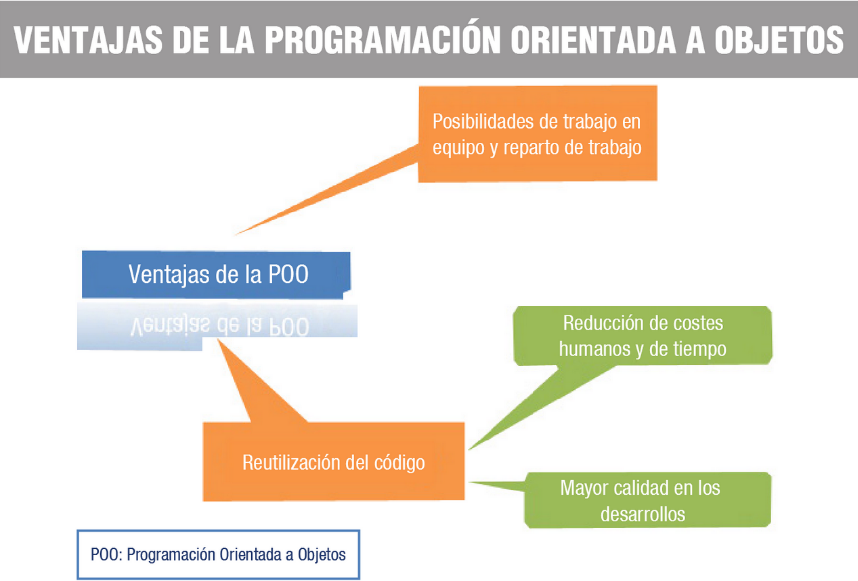 VENTAJAS DE LA PROGRAMACIÓN ORIENTADA A OBJETOS
Posibilidades de trabajo en
equipo y reparto de trabajo
Ventajas de la POO
Ventajas de la POO
Reducción de costes
humanos y de tiempo
Reutilización del código
Mayor calidad en los
desarrollos
POO: Programación Orientada a Objetos